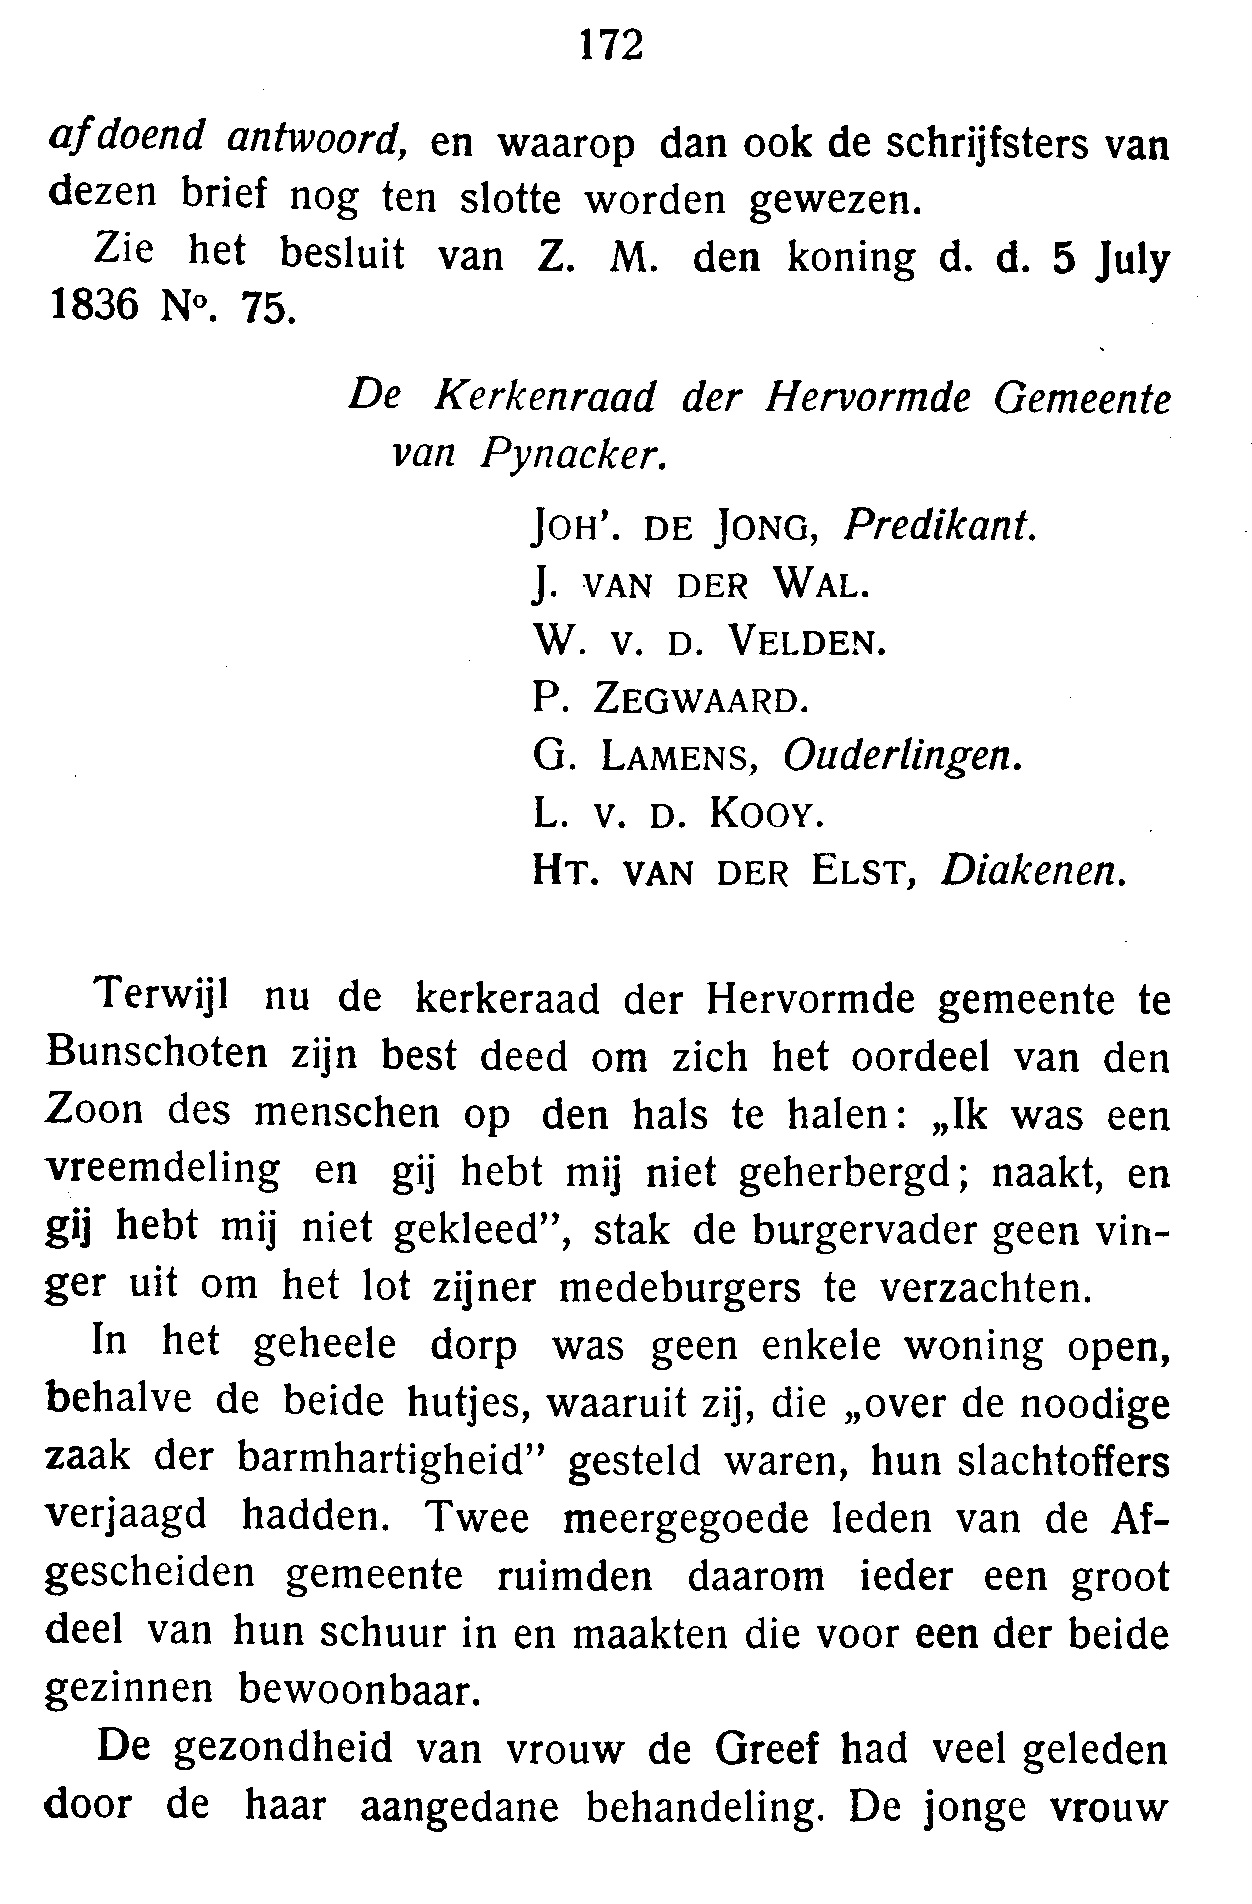 172
afdoend antwoord, en waarop dan ook de schrijfsters van
dezen brief nog ten slotte worden gewezen.
Zie het besluit van Z. M. den koning d. d. 5 July
1836 Nº. 75.
De Kerkenraad der Hervormde Gemeente
van Pynacker.
JOH'. DE JONG, Predikant.
J. VAN DER WAL.
W. V. D. VELDEN.
P. ZEGWAARD.
G. LAMENS, Ouderlingen.
L. V. D. KOOY.
HT. VAN DER ELST, Diakenen.
Terwijl nu de kerkeraad der Hervormde gemeente te
Bunschoten zijn best deed om zich het oordeel van den
Zoon des menschen op den hals te halen: „Ik was een
vreemdeling en gij hebt mij niet geherbergd; naakt, en
gij hebt mij niet gekleed”, stak de burgervader geen vin-
ger uit om het lot zijner medeburgers te verzachten.
In het geheele dorp was geen enkele woning open,
behalve de beide hutjes, waaruit zij, die „over de noodige
zaak der barmhartigheid” gesteld waren, hun slachtoffers
verjaagd hadden. Twee meergegoede leden van de Af-
gescheiden gemeente ruimden daarom ieder een groot
deel van hun schuur in en maakten die voor een der beide
gezinnen bewoonbaar.
De gezondheid van vrouw de Greef had veel geleden
door de haar aangedane behandeling. De jonge vrouw